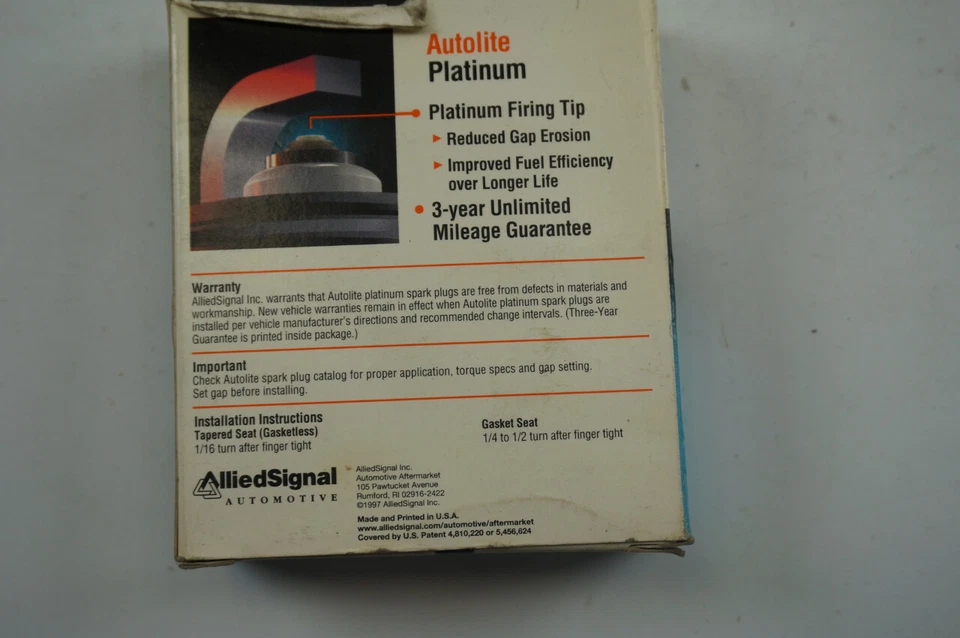 Autolite
Platinum
Platinum Firing Tip
Reduced Gap Erosion
Improved Fuel Efficiency
over Longer Life
3-year Unlimited
Mileage Guarantee
Warranty
AlliedSignal Inc. warrants that Autolite platinum spark plugs are free from defects in materials and
workmanship. New vehicle warranties remain in effect when Autolite platinum spark plugs are
installed per vehicle manufacturer's directions and recommended change intervals. (Three-Year
Guarantee is printed inside package.)
Important
Check Autolite spark plug catalog for proper application, torque specs and gap setting.
Set gap before installing.
Installation Instructions
Tapered Seat (Gasketless)
1/16 turn after finger tight
Gasket Seat
1/4 to 1/2 turn after finger tight
AlliedSignal
AUTOMOTIVE
AlliedSignal Inc.
Automotive Aftermarket
105 Pawtucket Avenue
Rumford, RI 02916-2422
©1997 AlliedSignal Inc.
Made and Printed in U.S.A.
www.alliedsignal.com/automotive/aftermarket
Covered by U.S. Patent 4,810,220 or 5,456,624